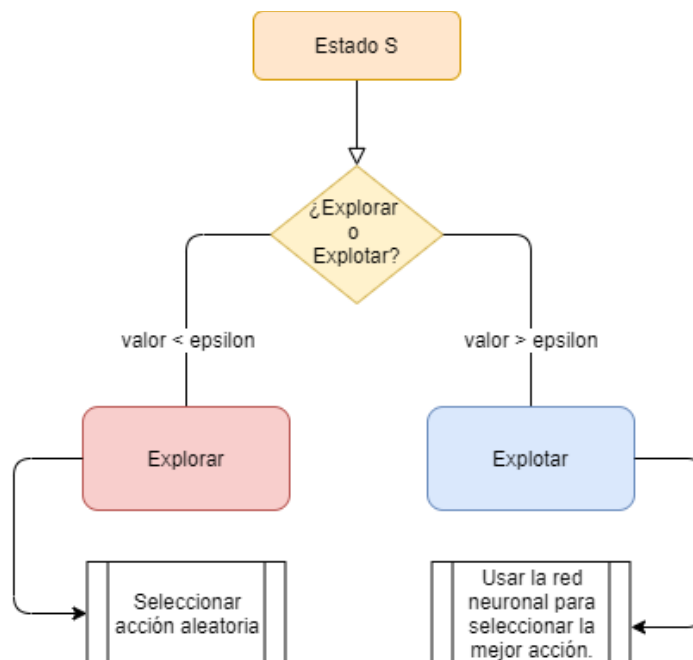 Estado S
¿Explorar
o
Explotar?
valor < epsilon
valor > epsilon
Explorar
Explotar
Seleccionar
acción aleatoria
Usar la red
neuronal para
seleccionar la
mejor acción.